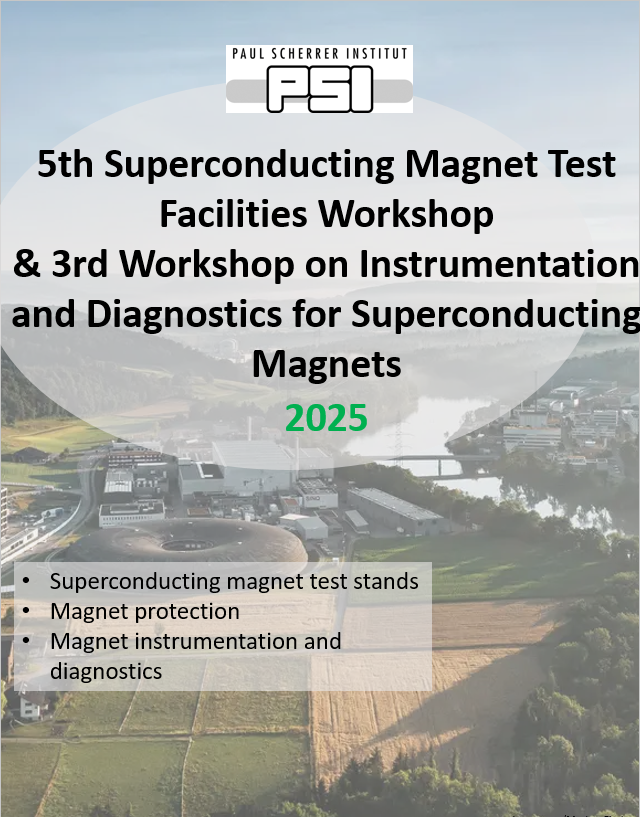 PAUL SCHERRER INSTITUT
PSI
5th Superconducting Magnet Test
Facilities Workshop
& 3rd Workshop on Instrumentation
and Diagnostics for Superconducting
Magnets
2025
• Superconducting magnet test stands
• Magnet protection
• Magnet instrumentation and
diagnostics